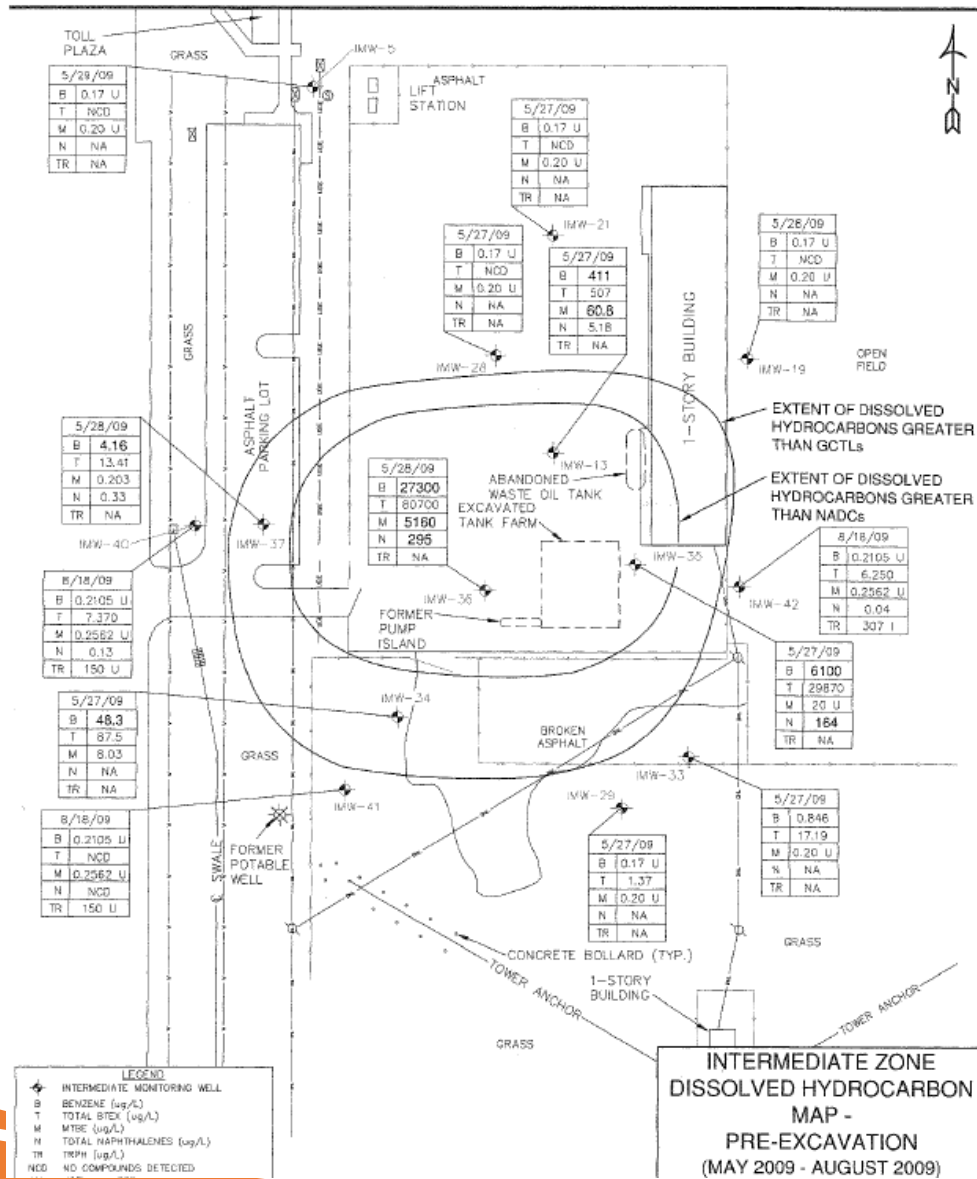 TOLL
PLAZA
GRASS
IMW-5
ASPHALT
LIFT
STATION
N
5/29/09
B 0.17 U
T NCD
M 0.20 U
N NA
TR NA
5/27/09
B 0.17 U
T NCD
M 0.20 U
N NA
TR NA
IMW-21
5/27/09
B 0.17 U
T NCD
M 0.20 U
N NA
TR NA
IMW-28
5/27/09
B 411
T 507
M 60.8
N 5.18
TR NA
IMW-13
5/28/09
B 0.17 U
T NCD
M 0.20 U
N NA
TR NA
IMW-19
OPEN
FIELD
1-STORY BUILDING
GRASS
ASPHALT
PARKING LOT
EXTENT OF DISSOLVED
HYDROCARBONS GREATER
THAN GCTLs
EXTENT OF DISSOLVED
HYDROCARBONS GREATER
THAN NADCs
5/28/09
B 4.16
T 13.41
M 0.203
N 0.33
TR NA
IMW-40
IMW-37
5/28/09
B 27300
T 80700
M 5160
N 295
TR NA
IMW-36
ABANDONED
WASTE OIL TANK
EXCAVATED
TANK FARM
FORMER
PUMP
ISLAND
IMW-35
8/18/09
B 0.2105 U
T 6.250
M 0.2562 U
N 0.04
TR 307 I
IMW-42
8/18/09
B 0.2105 U
T 7.370
M 0.2562 U
N 0.13
TR 150 U
5/27/09
B 6100
T 29870
M 20 U
N 164
TR NA
5/27/09
B 48.3
T 87.5
M 8.03
N NA
TR NA
IMW-34
GRASS
BROKEN
ASPHALT
IMW-33
IMW-41
IMW-29
8/18/09
B 0.2105 U
T NCD
M 0.2562 U
N NCD
TR 150 U
FORMER
POTABLE
WELL
SWALE
5/27/09
B 0.17 U
T 1.37
M 0.20 U
N NA
TR NA
5/27/09
B 0.846
T 17.19
M 0.20 U
N NA
TR NA
GRASS
CONCRETE BOLLARD (TYP.)
TOWER ANCHOR
1-STORY
BUILDING
TOWER ANCHOR
GRASS
LEGEND
INTERMEDIATE MONITORING WELL
B BENZENE (ug/L)
T TOTAL BTEX (ug/L)
M MTBE (ug/L)
N TOTAL NAPHTHALENES (ug/L)
TR TRPH (ug/L)
NCD NO COMPOUNDS DETECTED
INTERMEDIATE ZONE
DISSOLVED HYDROCARBON
MAP -
PRE-EXCAVATION
(MAY 2009 - AUGUST 2009)